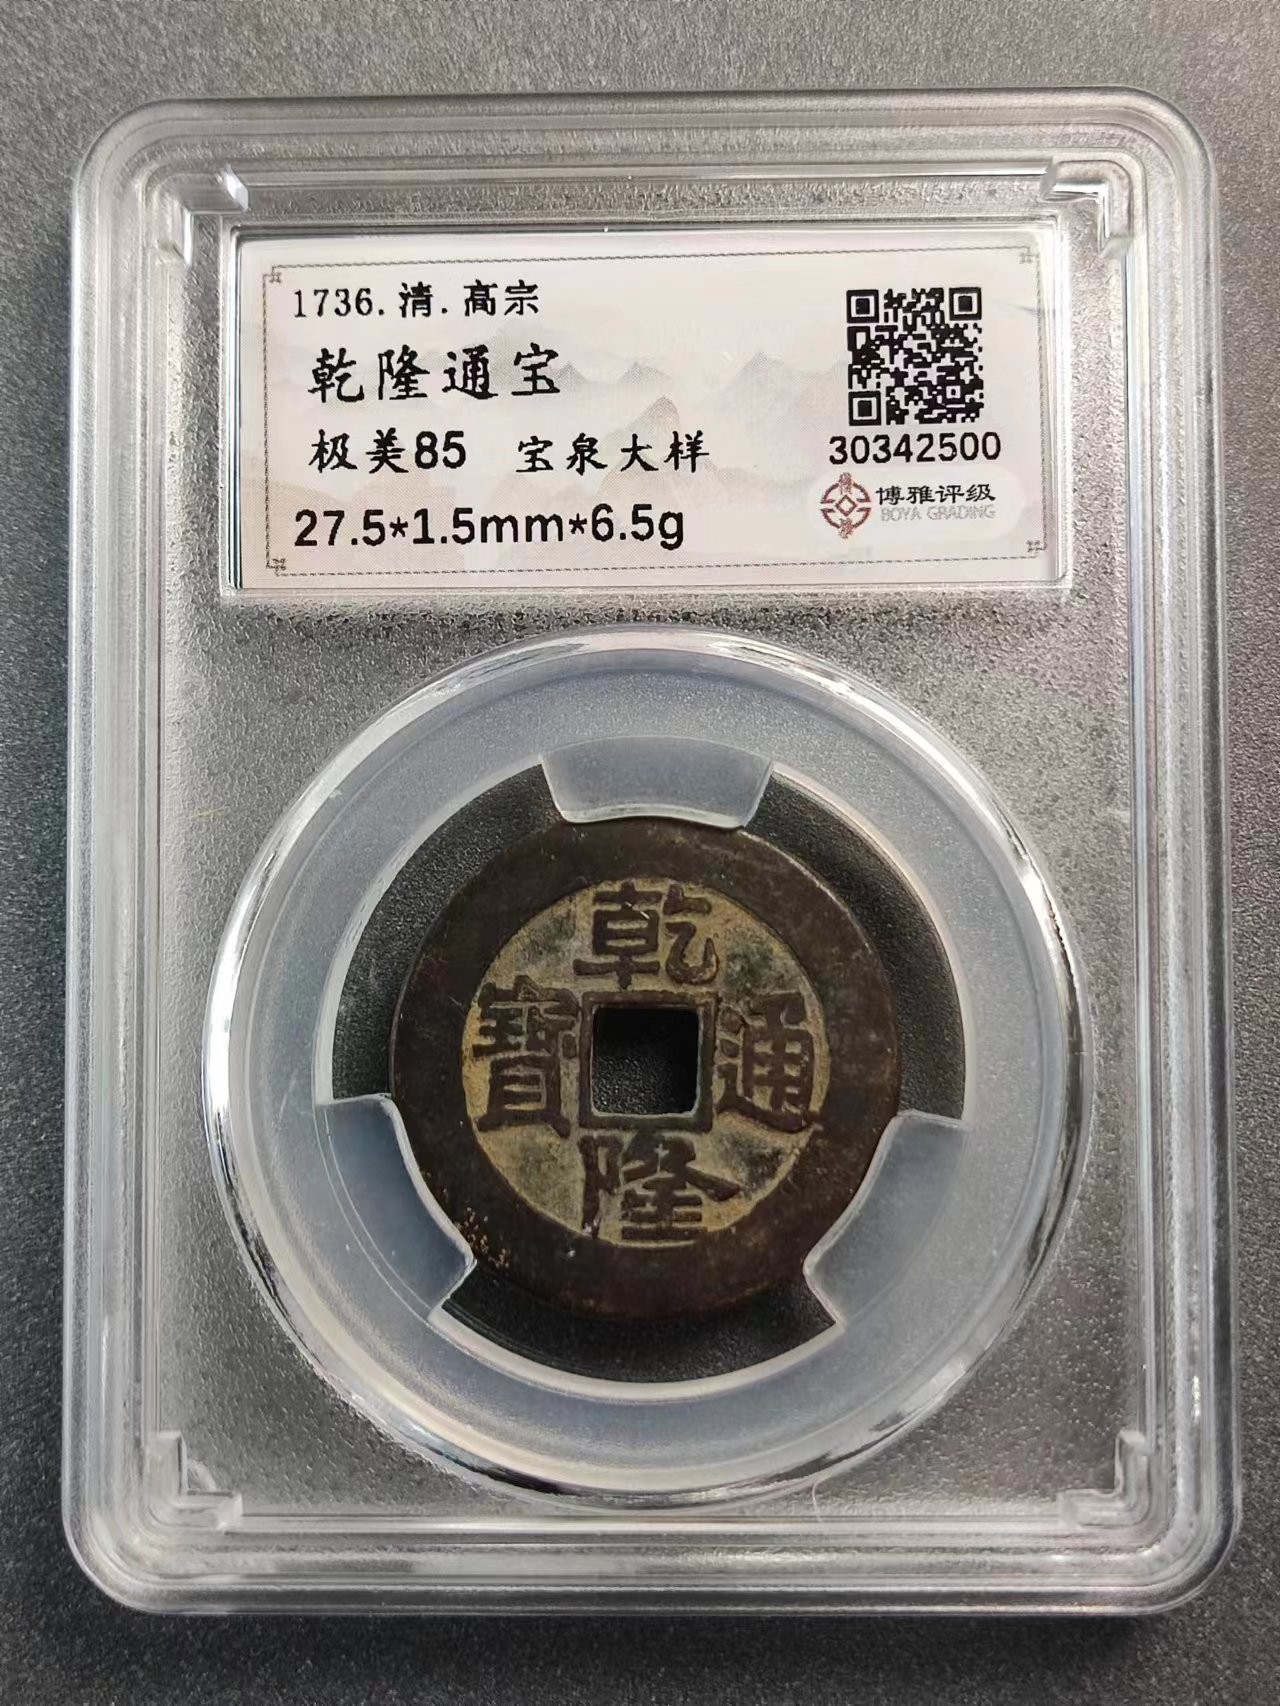 1736.清.高宗
乾隆通宝
极美85 宝泉大样
27.5*1.5mm*6.5g
30342500
博雅评级
BOYA GRADING
乾隆通寶